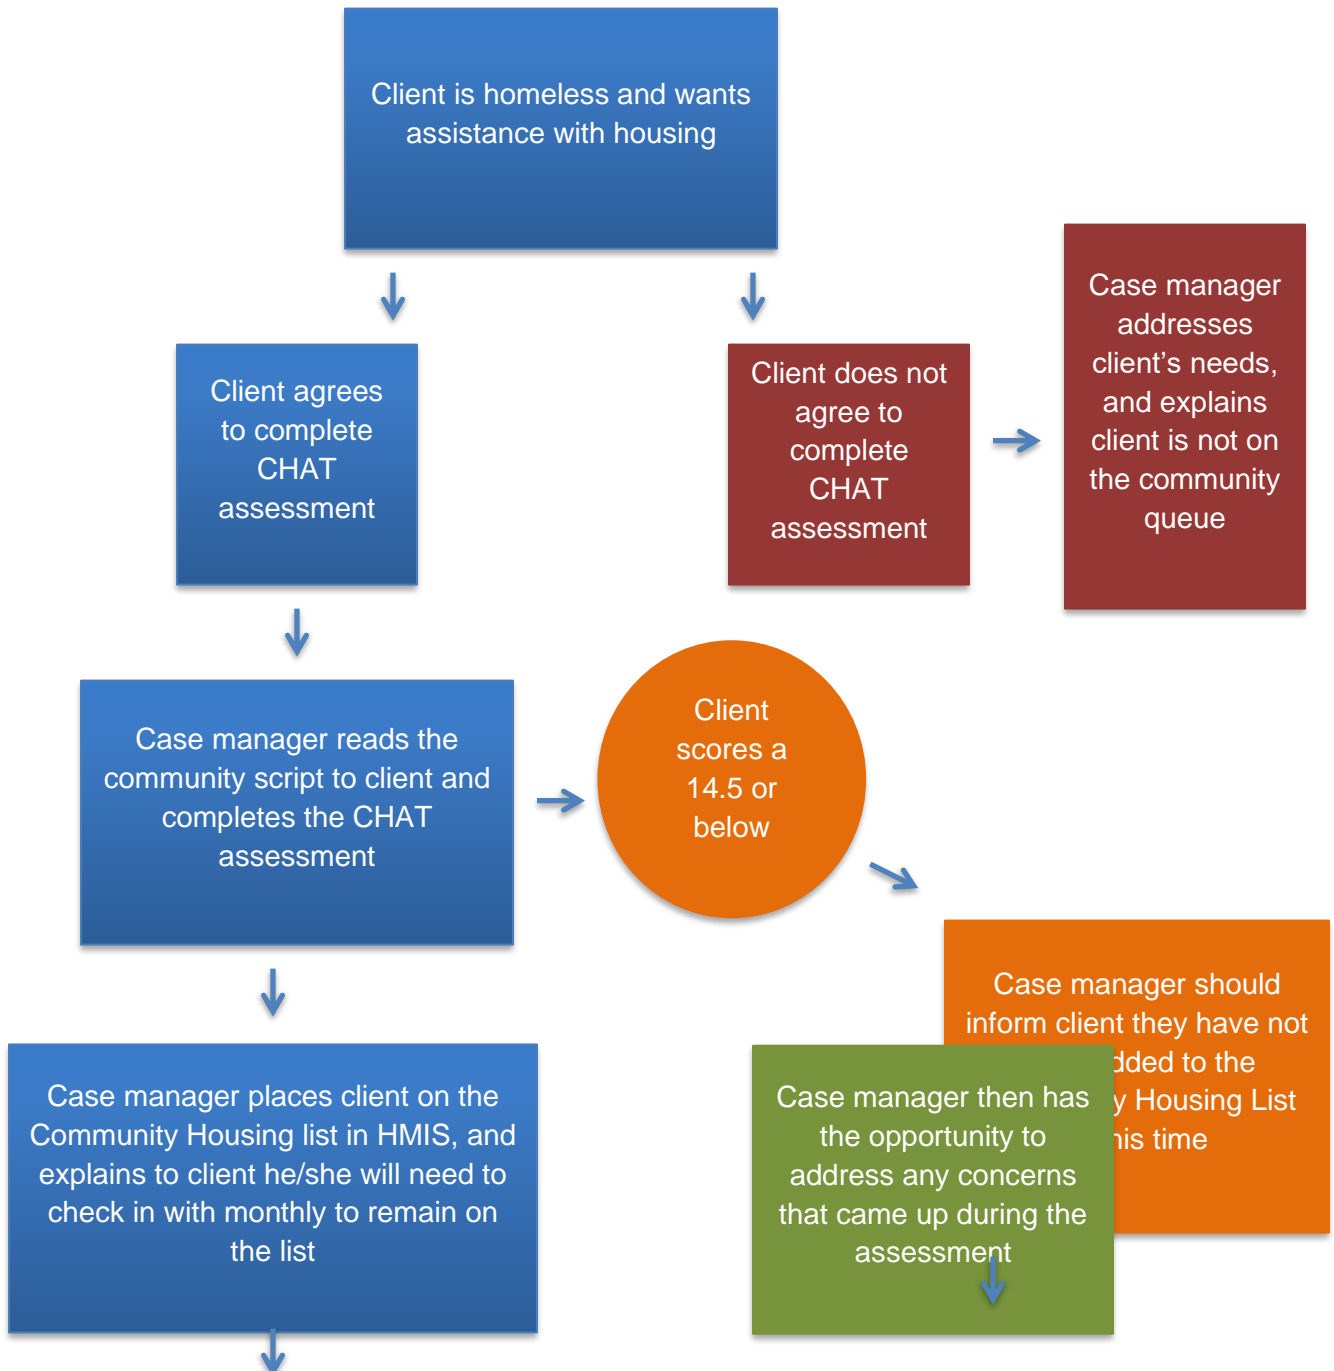 Client is homeless and wants
assistance with housing
Client agrees
to complete
CHAT
assessment
Client does not
agree to
complete
CHAT
assessment
Case manager
addresses
client’s needs,
and explains
client is not on
the community
queue
Case manager reads the
community script to client and
completes the CHAT
assessment
Client
scores a
14.5 or
below
Case manager should
inform client they have not
dded to the
y Housing List
his time
Case manager places client on the
Community Housing list in HMIS, and
explains to client he/she will need to
check in with monthly to remain on
the list
Case manager then has
the opportunity to
address any concerns
that came up during the
assessment